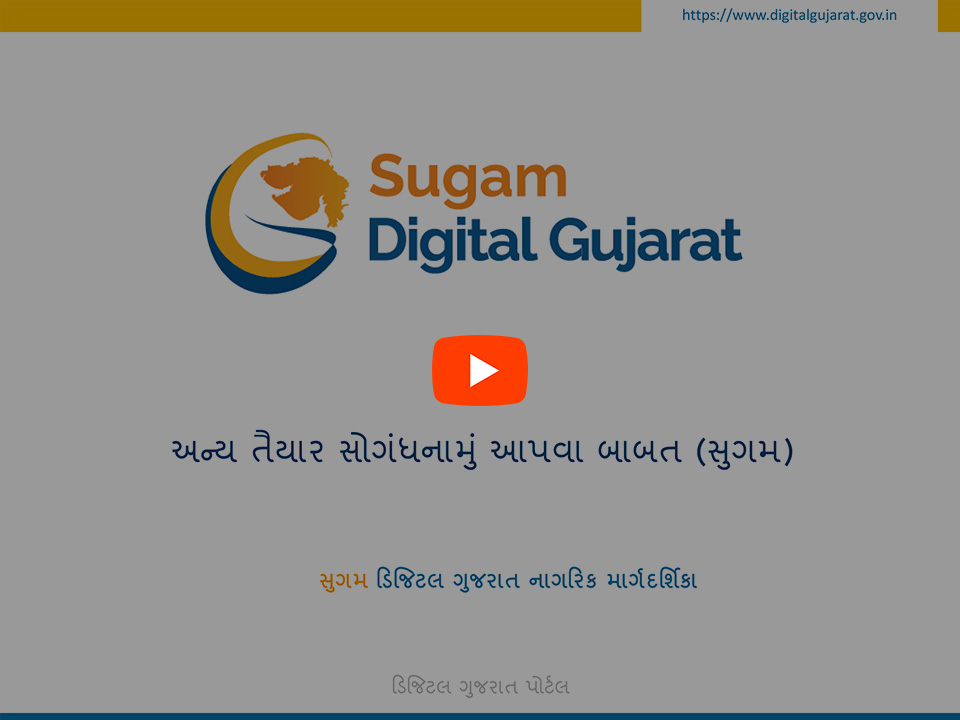 https://www.digitalgujarat.gov.in
Sugam
Digital Gujarat
અન્ય તૈયાર સોગંધનામું આપવા બાબત (સુગમ)
સુગમ ડિજિટલ ગુજરાત નાગરિક માર્ગદર્શિકા
ડિજિટલ ગુજરાત પોર્ટલ